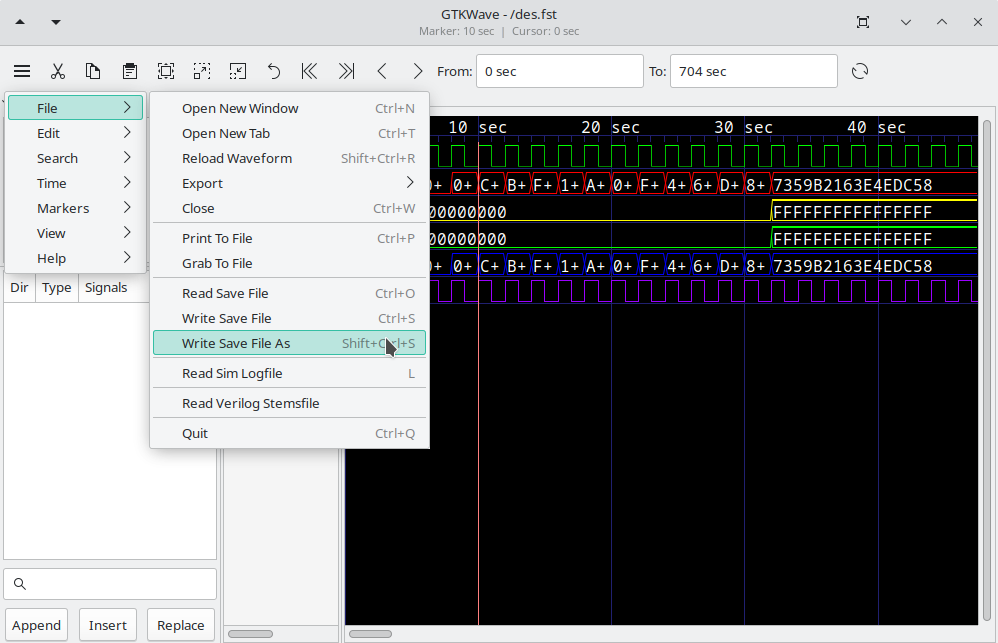 GTKWave - /des.fst
Marker: 10 sec | Cursor: 0 sec
From: 0 sec To: 704 sec
File
Edit
Search
Time
Markers
View
Help
Open New Window Ctrl+N
Open New Tab Ctrl+T
Reload Waveform Shift+Ctrl+R
Export
Close Ctrl+W
Print To File Ctrl+P
Grab To File
Read Save File Ctrl+O
Write Save File Ctrl+S
Write Save File As Shift+Ctrl+S
Read Sim Logfile L
Read Verilog Stemsfile
Quit Ctrl+Q
10 sec 20 sec 30 sec 40 sec
0+ C+ B+ F+ 1+ A+ 0+ F+ 4+ 6+ D+ 8+ 7359B2163E4EDC58
00000000 FFFFFFFFFFFFFFFF
00000000 FFFFFFFFFFFFFFFF
0+ C+ B+ F+ 1+ A+ 0+ F+ 4+ 6+ D+ 8+ 7359B2163E4EDC58
Dir Type Signals
Append Insert Replace